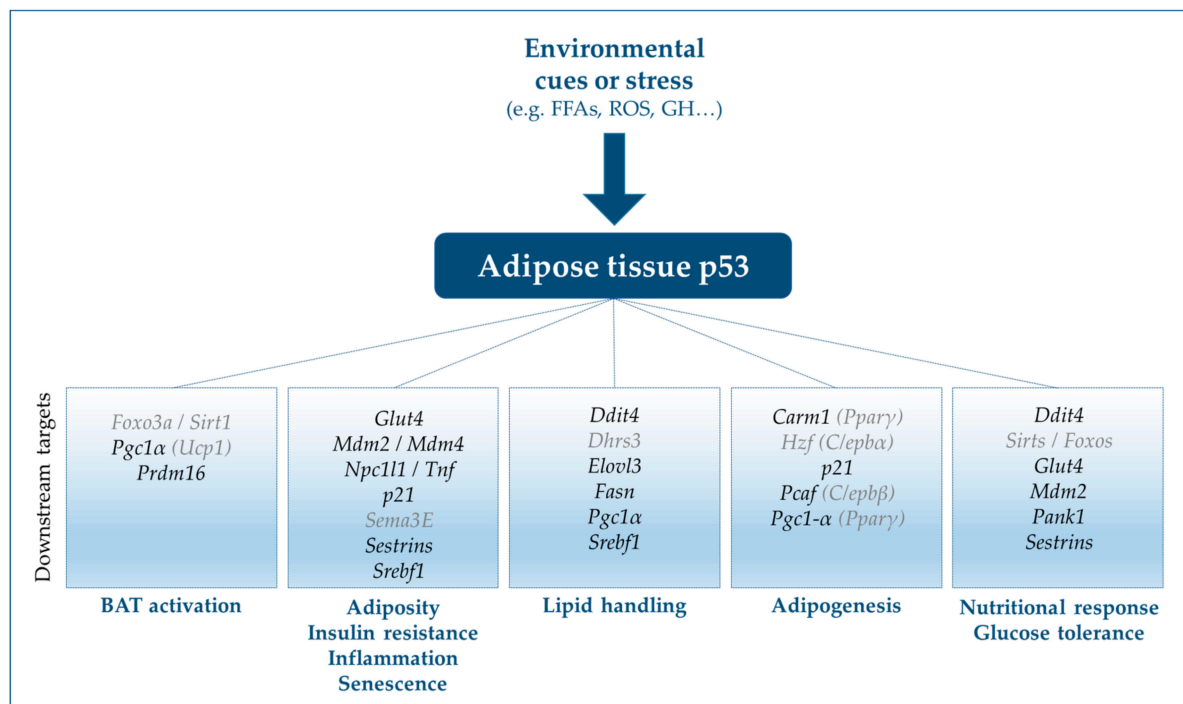 Environmental
cues or stress
(e.g. FFAs, ROS, GH…)
Adipose tissue p53
Downstream targets
Foxo3a / Sirt1
Pgc1α (Ucp1)
Prdm16
BAT activation
Glut4
Mdm2 / Mdm4
Npc1l1 / Tnf
p21
Sema3E
Sestrins
Srebf1
Adiposity
Insulin resistance
Inflammation
Senescence
Ddit4
Dhrs3
Elovl3
Fasn
Pgc1α
Srebf1
Lipid handling
Carm1 (Pparγ)
Hzf (C/epbα)
p21
Pcaf (C/epbβ)
Pgc1-α (Pparγ)
Adipogenesis
Ddit4
Sirts / Foxos
Glut4
Mdm2
Pank1
Sestrins
Nutritional response
Glucose tolerance